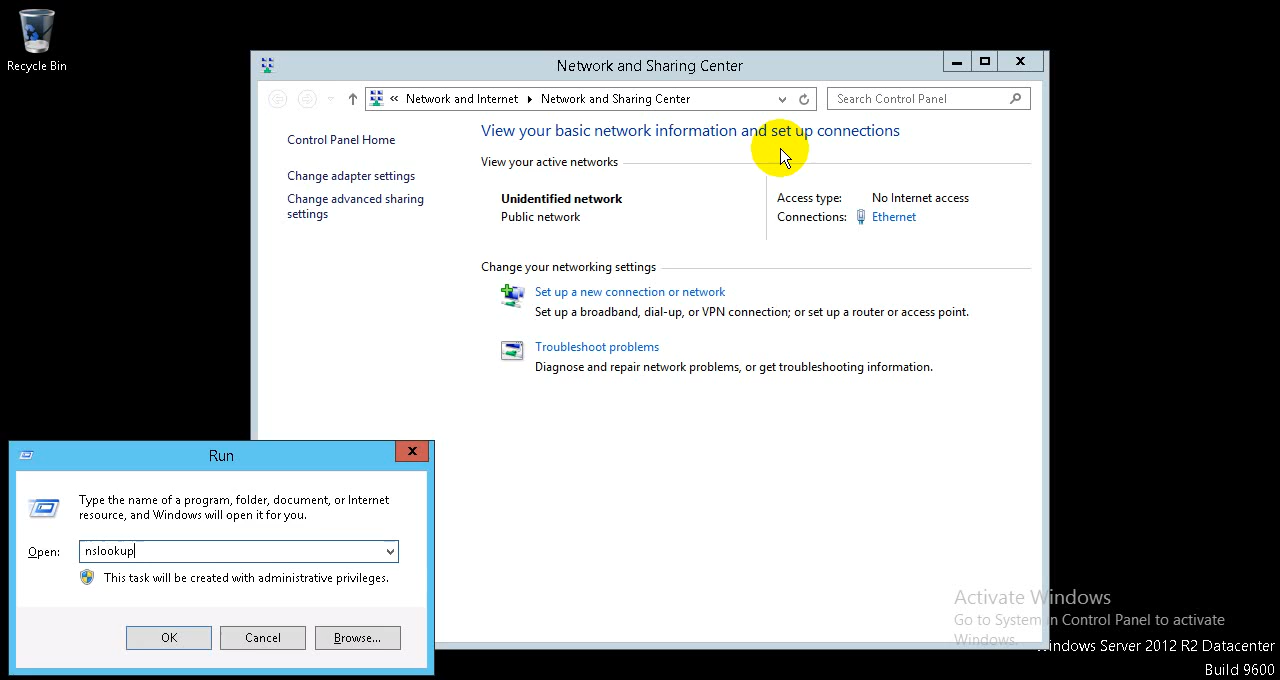 Recycle Bin
Network and Sharing Center
« Network and Internet Network and Sharing Center
Search Control Panel
Control Panel Home
Change adapter settings
Change advanced sharing
settings
View your basic network information and set up connections
View your active networks
Unidentified network
Public network
Access type: No Internet access
Connections: Ethernet
Change your networking settings
Set up a new connection or network
Set up a broadband, dial-up, or VPN connection; or set up a router or access point.
Troubleshoot problems
Diagnose and repair network problems, or get troubleshooting information.
Run
Type the name of a program, folder, document, or Internet
resource, and Windows will open it for you.
Open: nslookup
This task will be created with administrative privileges.
OK Cancel Browse...
Activate Windows
Go to System in Control Panel to activate
Windows.
Windows Server 2012 R2 Datacenter
Build 9600